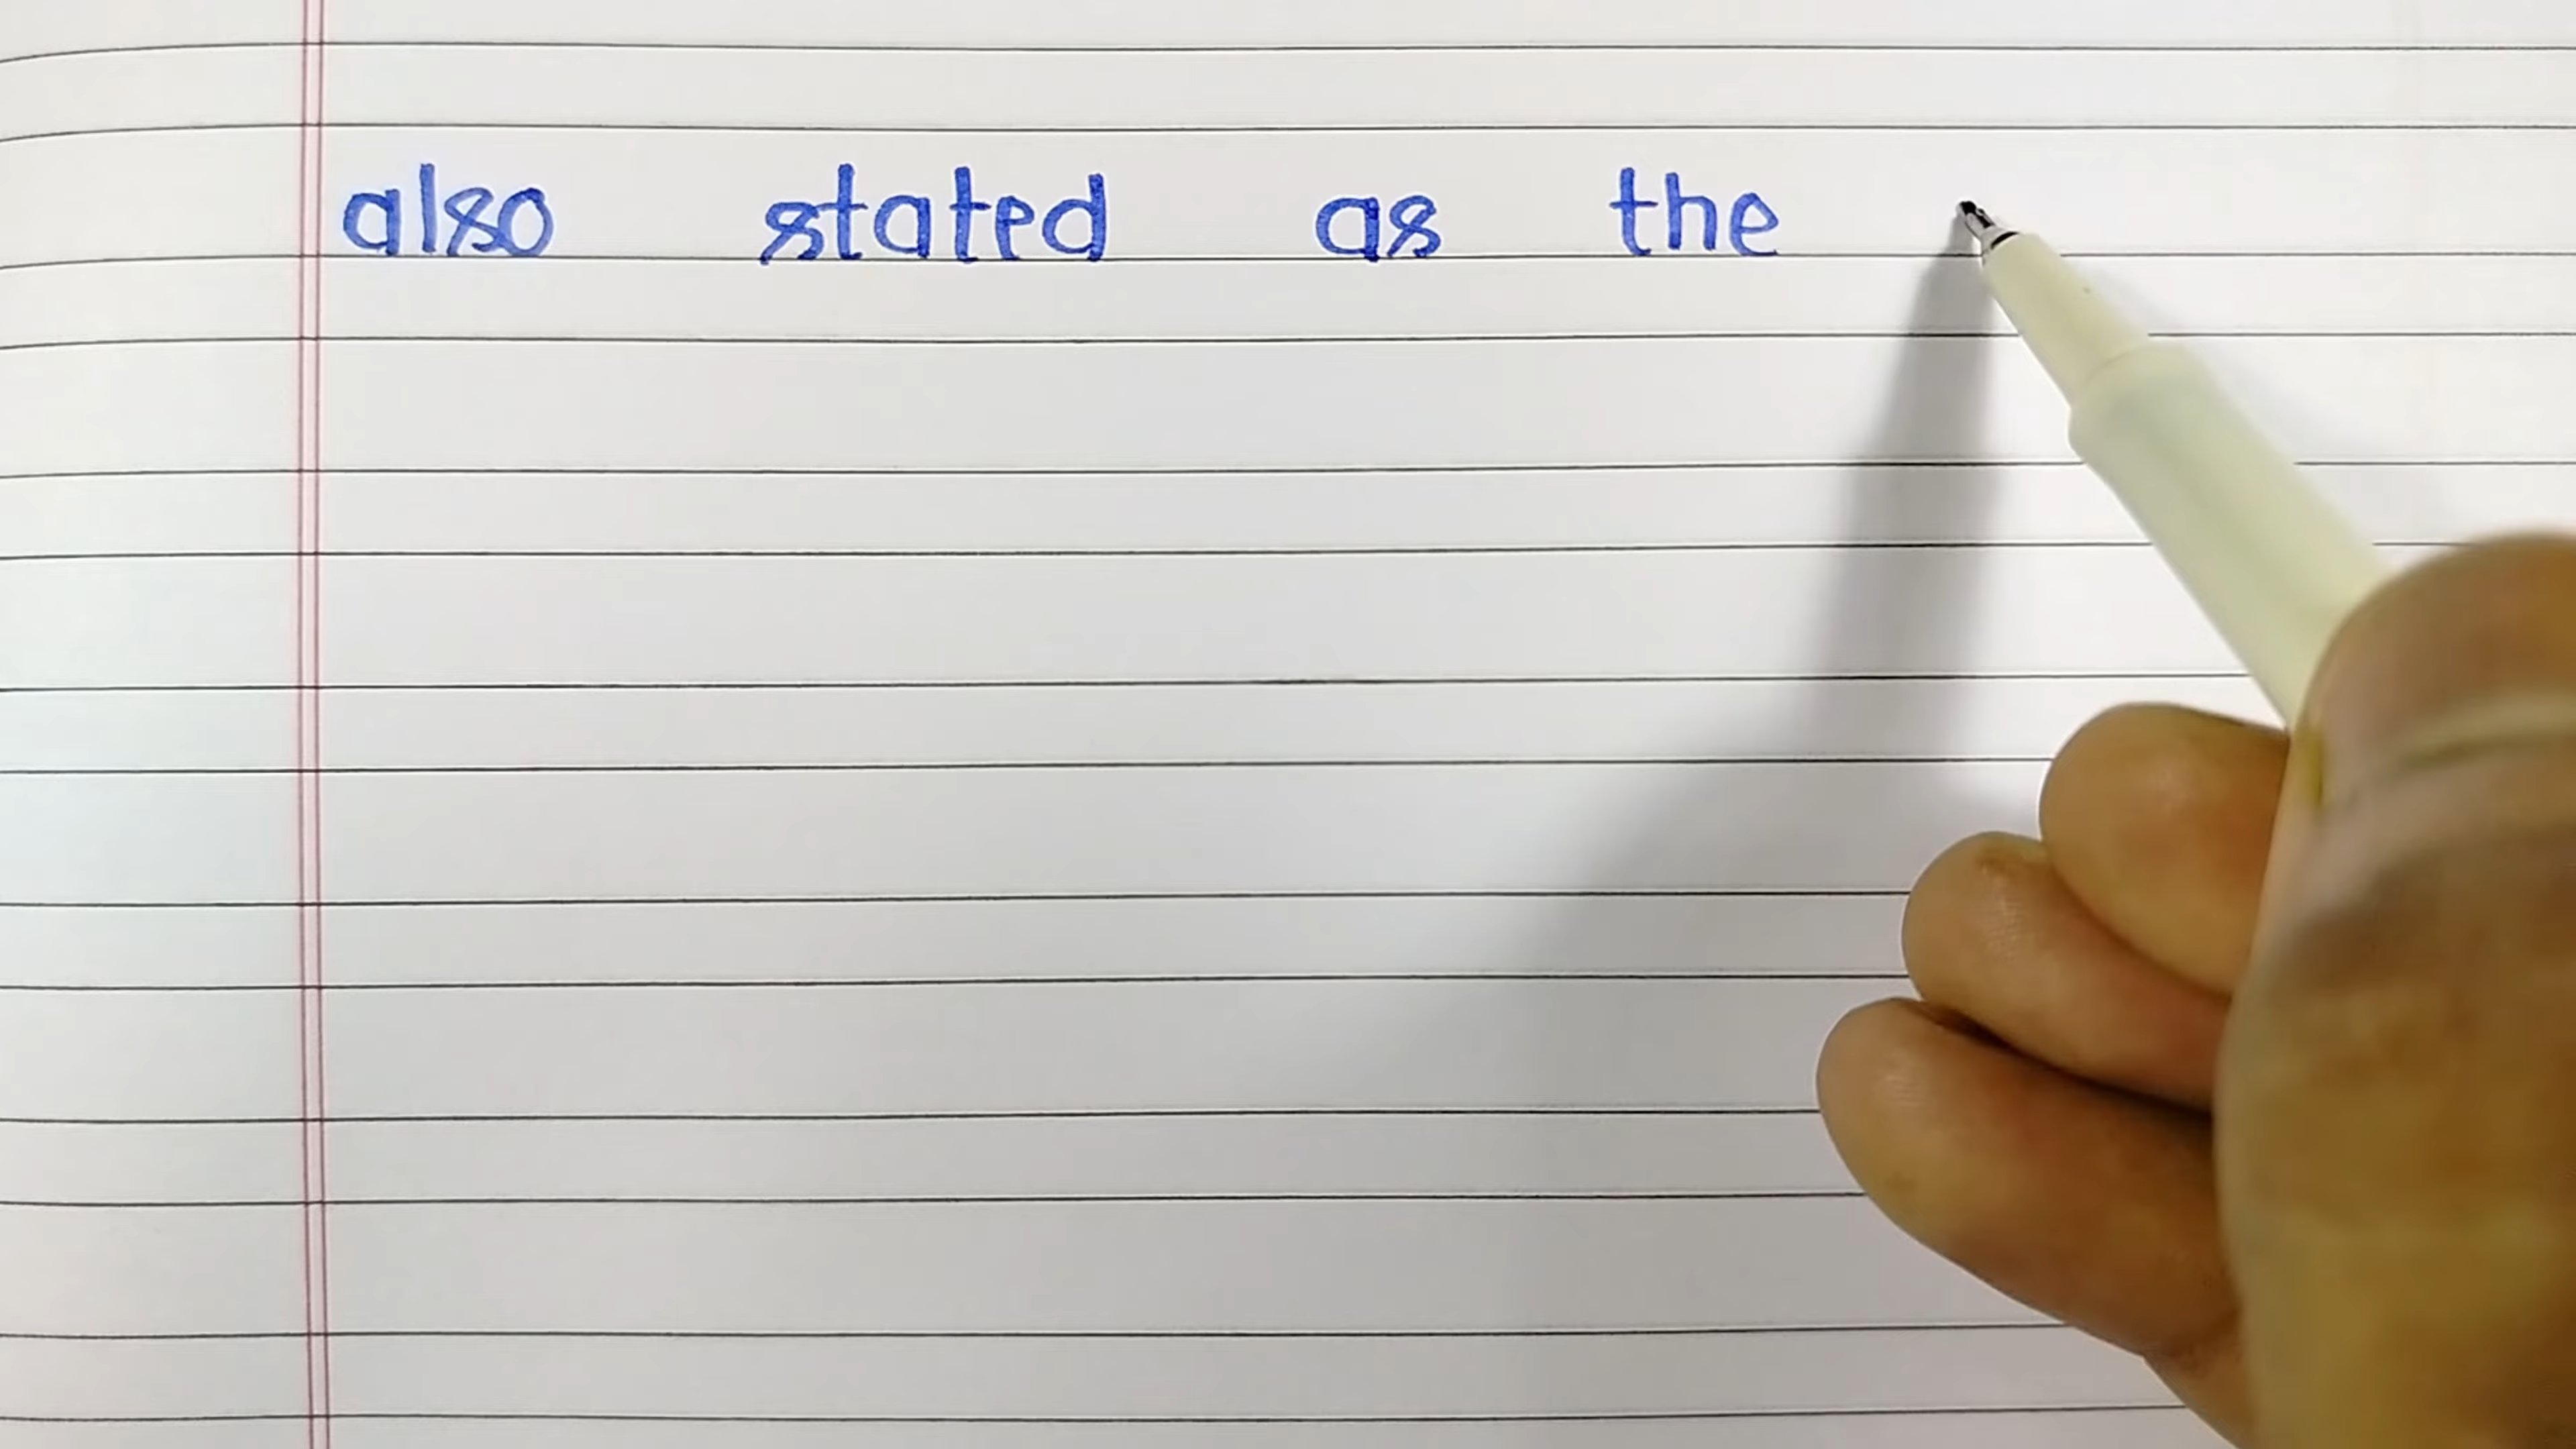 also stated as the